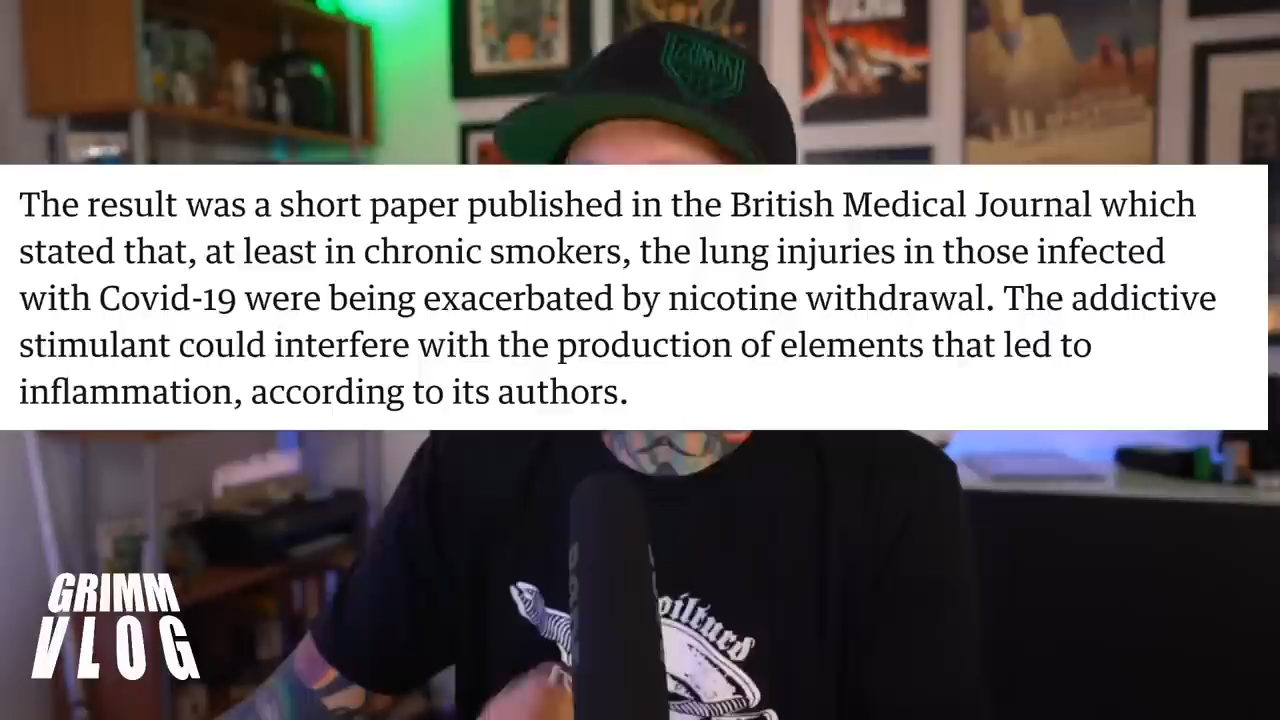 GRIMM
The result was a short paper published in the British Medical Journal which
stated that, at least in chronic smokers, the lung injuries in those infected
with Covid-19 were being exacerbated by nicotine withdrawal. The addictive
stimulant could interfere with the production of elements that led to
inflammation, according to its authors.
GRIMM
VLOG